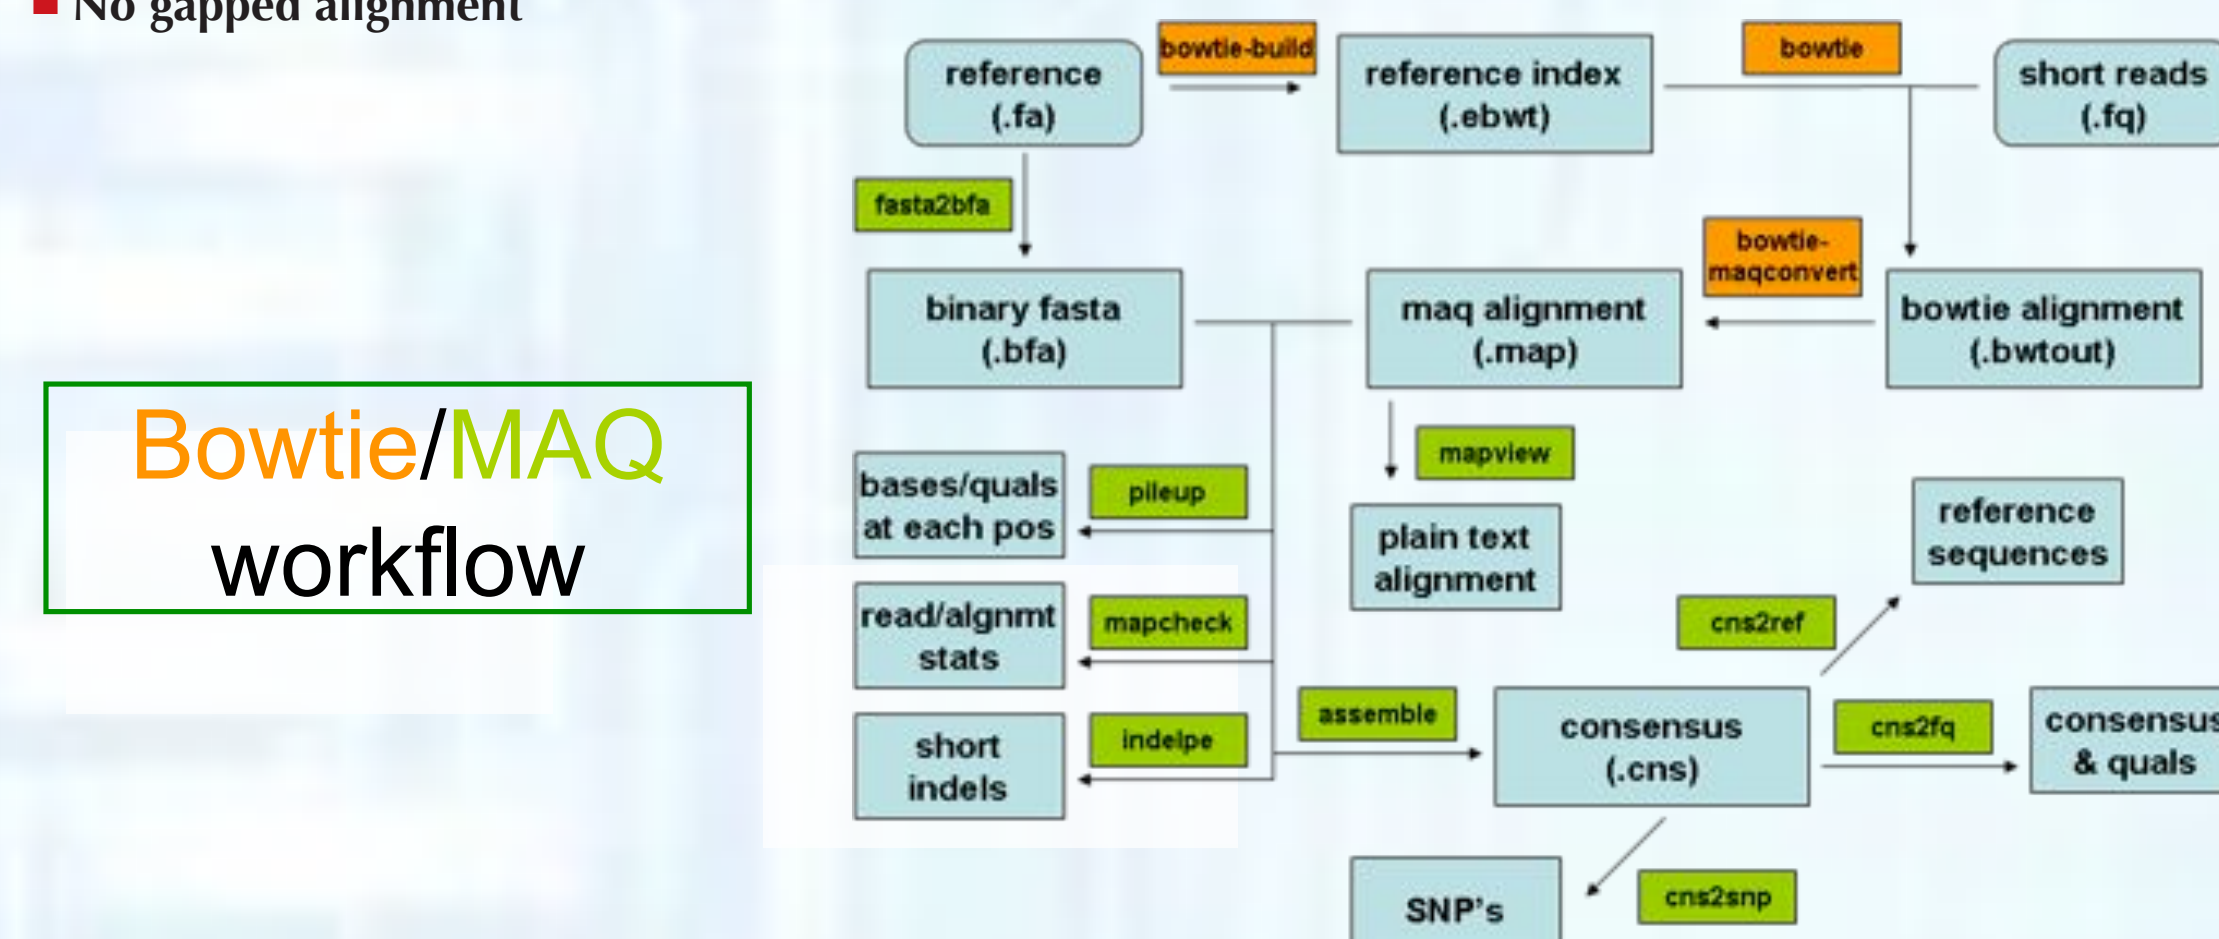 No gapped alignment
bowtie-build
bowtie
reference
(.fa)
reference index
(.ebwt)
short reads
(.fq)
fasta2bfa
bowtie-
maqconvert
binary fasta
(.bfa)
maq alignment
(.map)
bowtie alignment
(.bwtout)
Bowtie/MAQ
workflow
mapview
bases/quals
at each pos
pileup
plain text
alignment
reference
sequences
read/algnmt
stats
mapcheck
cns2ref
short
indels
indelpe
assemble
consensus
(.cns)
cns2fq
consensus
& quals
SNP's
cns2snp